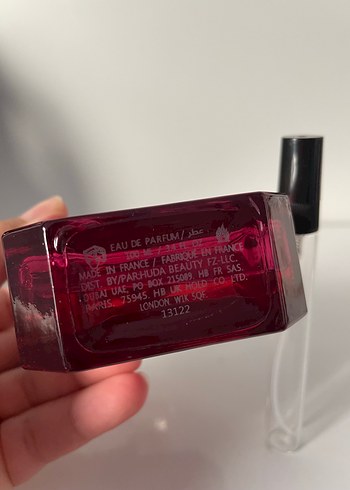 EAU DE PARFUM / عطر
100 ML / 3.4 FL. OZ
MADE IN FRANCE / FABRIQUÉ EN FRANCE
DIST. BY/PAR:HUDA BEAUTY FZ-LLC.
DUBAI UAE, PO BOX 215089. HB FR SAS.
PARIS. 75945. HB UK HOLD CO LTD.
LONDON, W1K 5QE.
13122